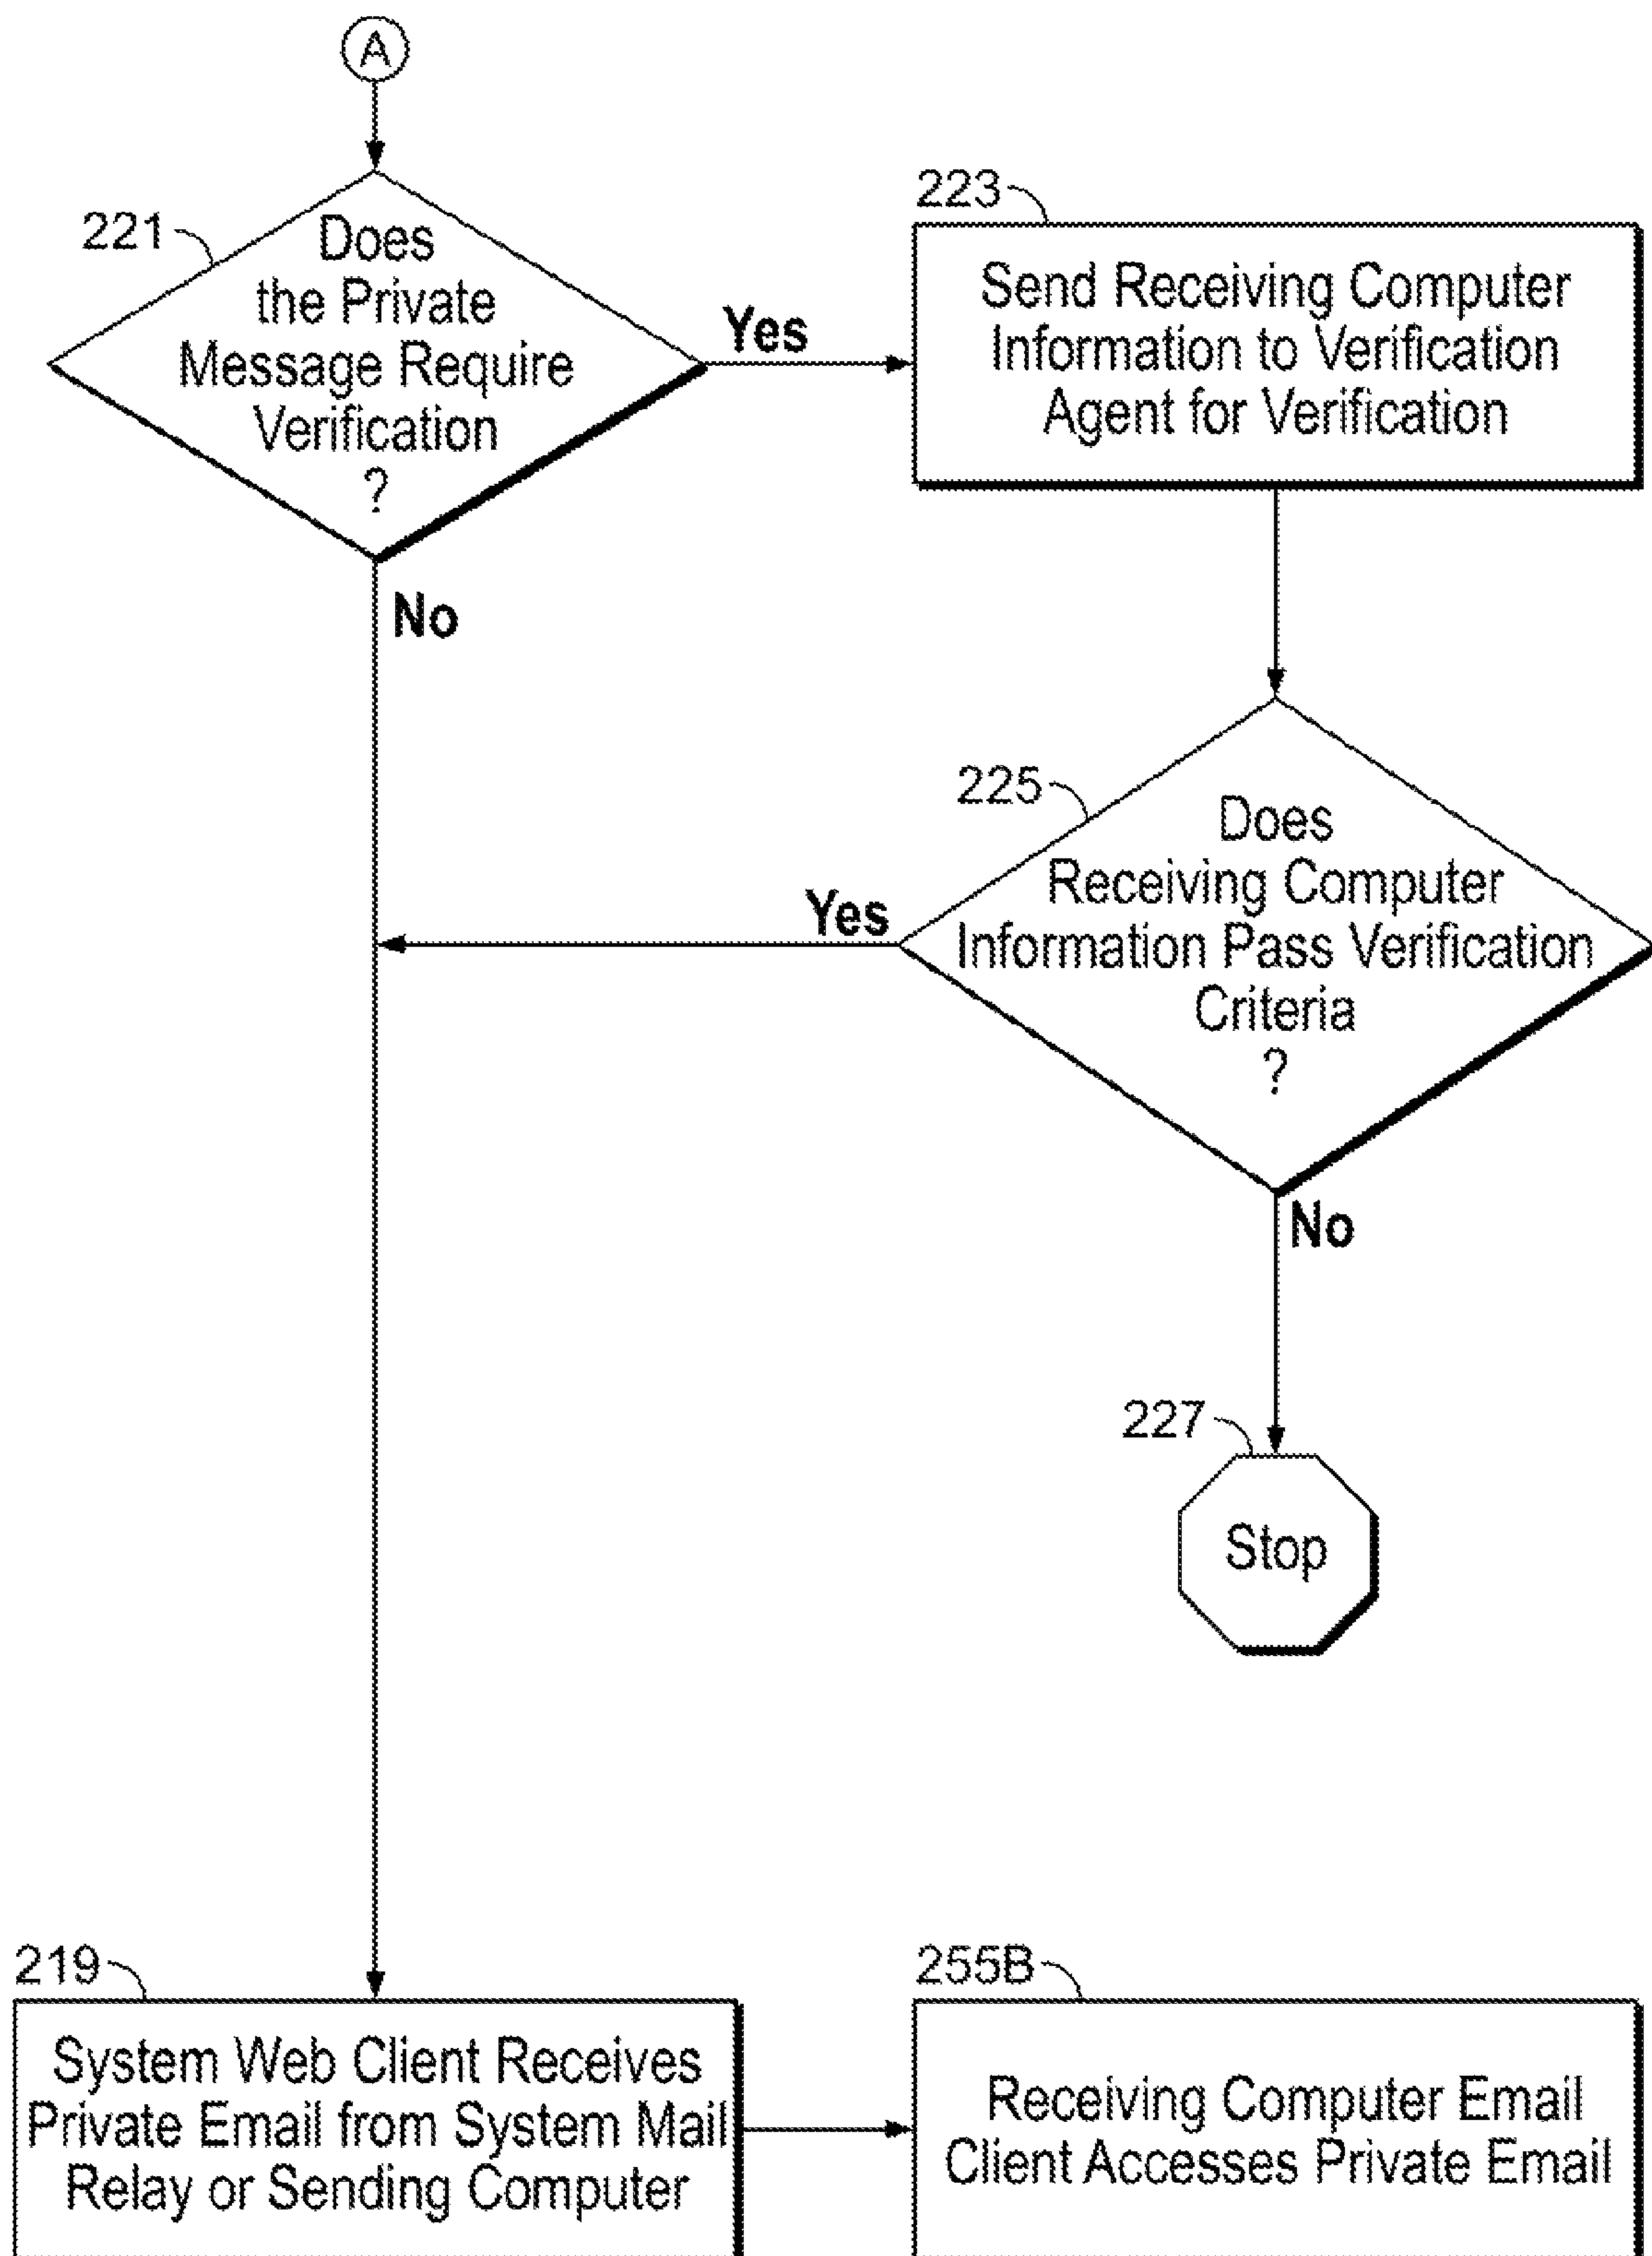 A
221
Does
the Private
Message Require
Verification
?
Yes
No
223
Send Receiving Computer
Information to Verification
Agent for Verification
225
Does
Receiving Computer
Information Pass Verification
Criteria
?
Yes
No
227
Stop
219
System Web Client Receives
Private Email from System Mail
Relay or Sending Computer
255B
Receiving Computer Email
Client Accesses Private Email